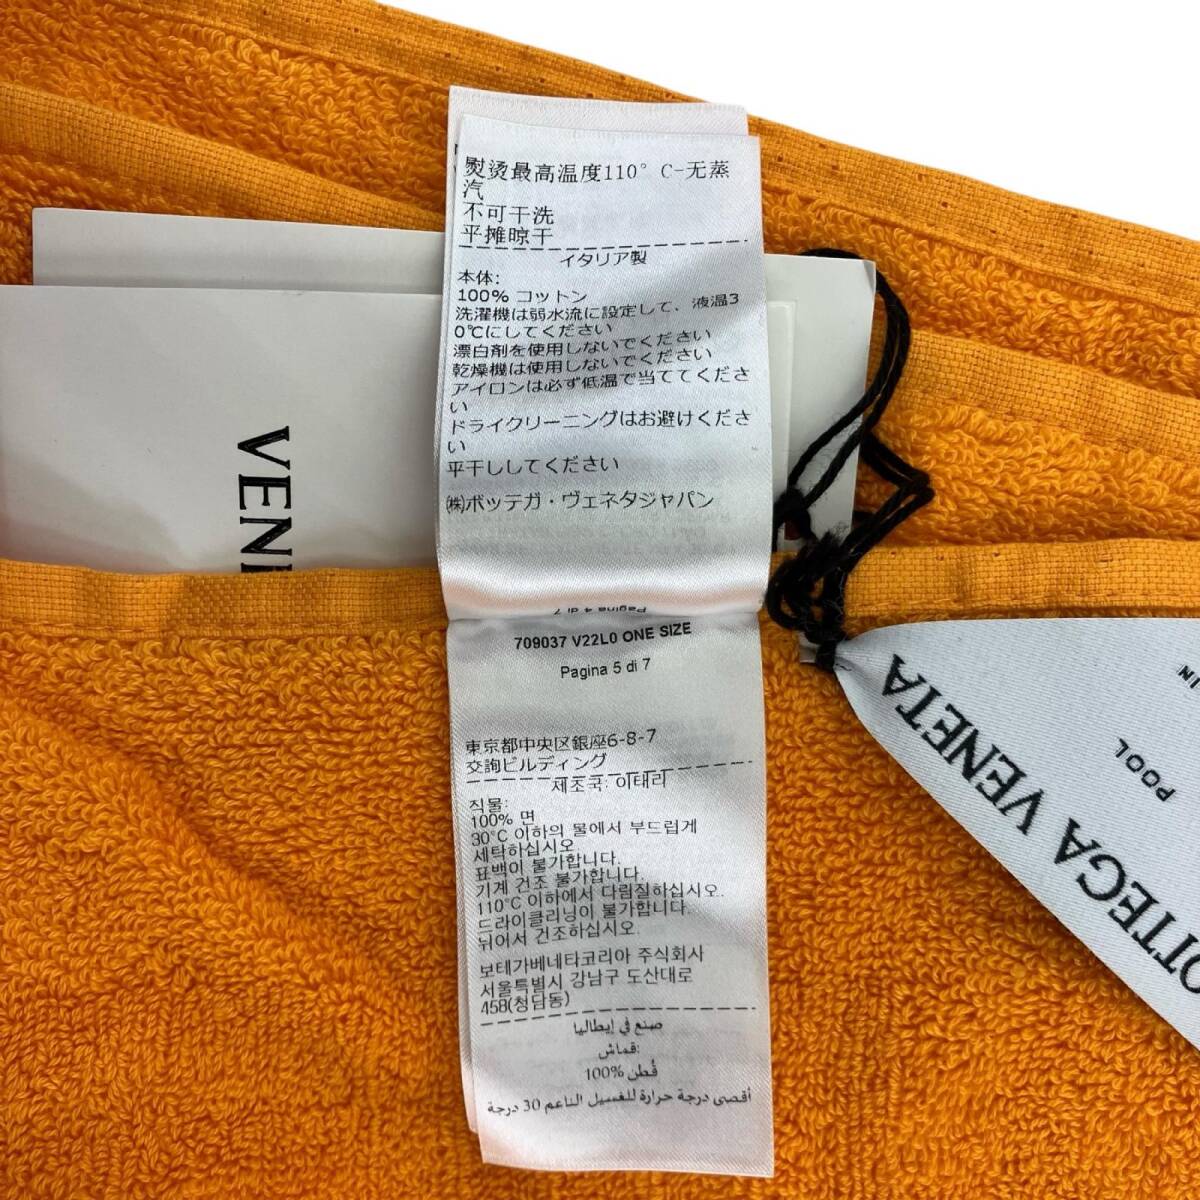 熨烫最高温度110°C-无蒸
汽
不可干洗
平摊晾干
イタリア製
本体:
100% コットン
洗濯機は弱水流に設定して、液温3
0℃にしてください
漂白剤を使用しないでください
乾燥機は使用しないでください
アイロンは必ず低温で当ててくださ
い
ドライクリーニングはお避けくださ
い
平干ししてください
㈱ボッテガ・ヴェネタジャパン
Pagina 4 di 7
709037 V22L0 ONE SIZE
Pagina 5 di 7
東京都中央区銀座6-8-7
交詢ビルディング
제조국: 이태리
직물:
100% 면
30°C 이하의 물에서 부드럽게
세탁하십시오
표백이 불가합니다.
기계 건조 불가합니다.
110°C 이하에서 다림질하십시오.
드라이클리닝이 불가합니다.
뉘어서 건조하십시오.
보테가베네타코리아 주식회사
서울특별시 강남구 도산대로
458(청담동)
صنع في إيطاليا
قماش:
100% قُطن
أقصى درجة حرارة للغسيل الناعم 30 درجة
VEN
OTTEGA VENETA
POOL
IN